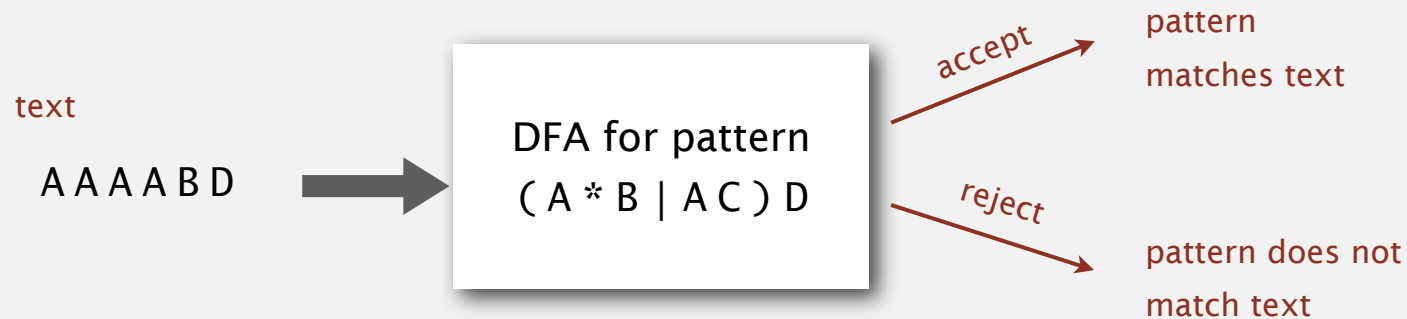 text
A A A A B D
DFA for pattern
( A * B | A C ) D
accept
pattern
matches text
reject
pattern does not
match text